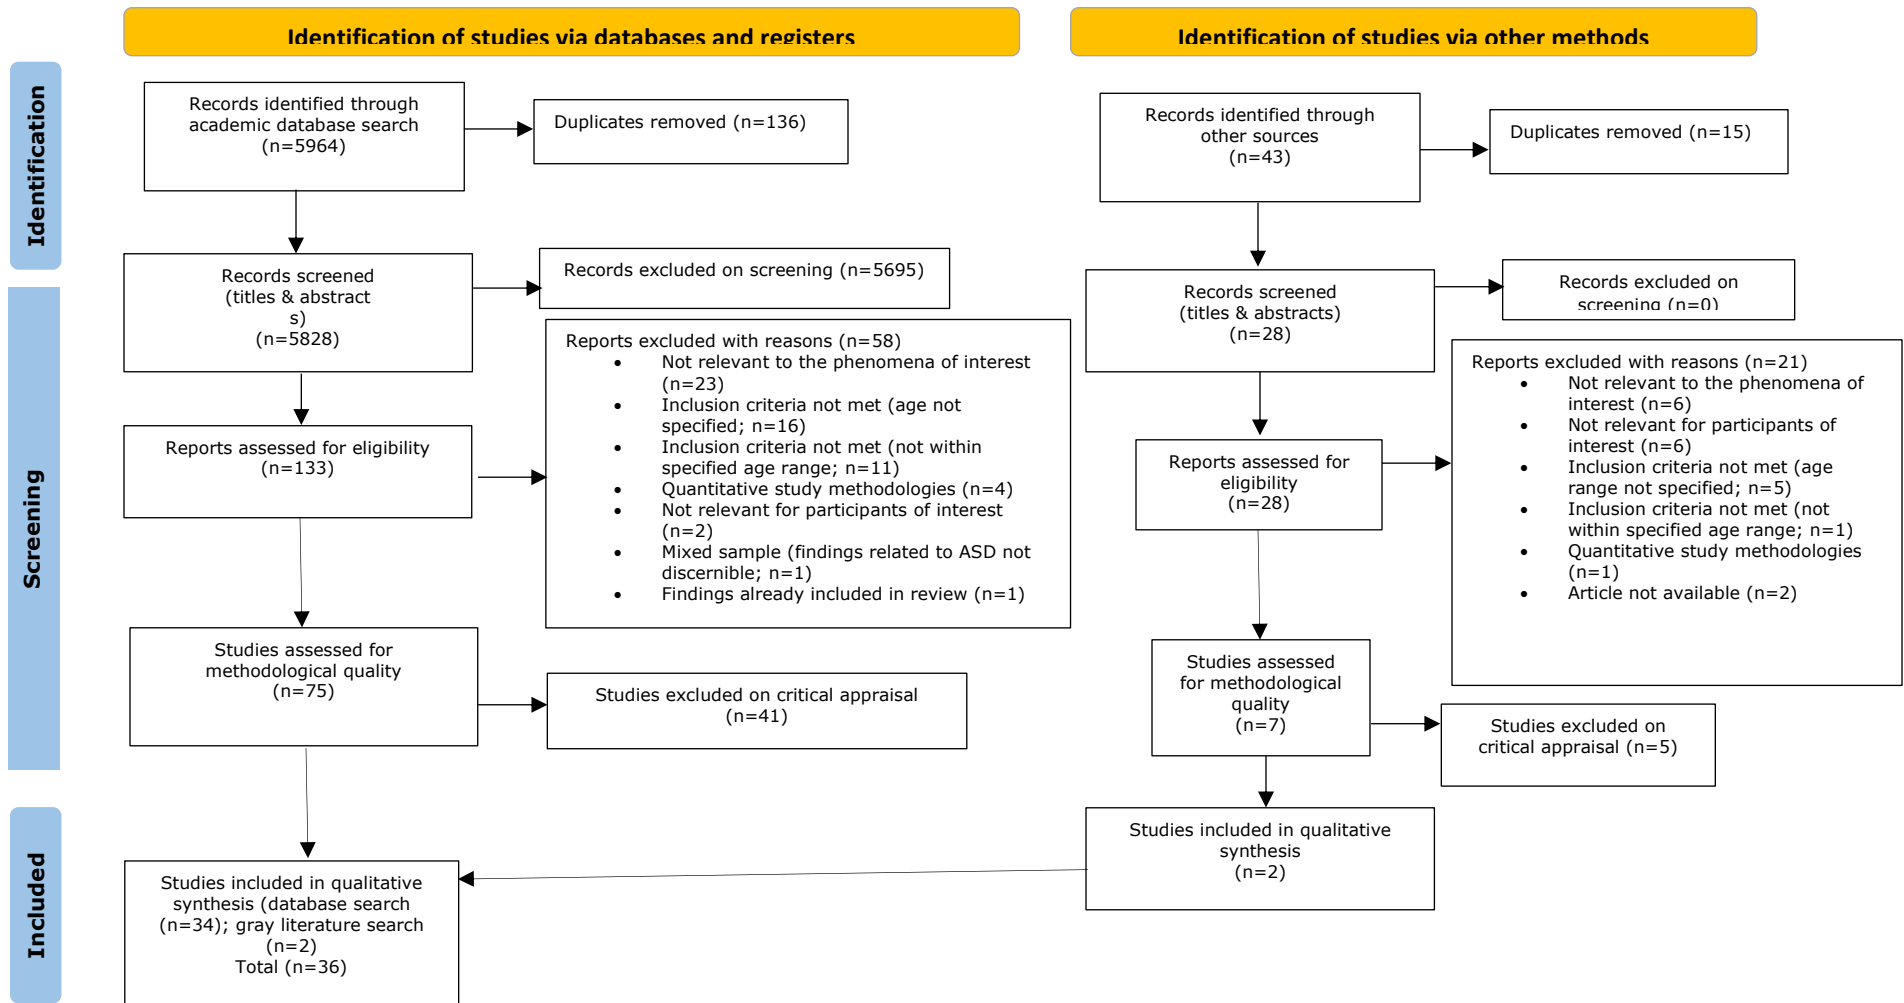 Identification of studies via databases and registers
Identification of studies via other methods
Identification
Records identified through
academic database search
(n=5964)
Duplicates removed (n=136)
Records identified through
other sources
(n=43)
Duplicates removed (n=15)
Screening
Records screened
(titles & abstract
s)
(n=5828)
Records excluded on screening (n=5695)
Records screened
(titles & abstracts)
(n=28)
Records excluded on
screening (n=0)
Reports assessed for eligibility
(n=133)
Reports excluded with reasons (n=58)
• Not relevant to the phenomena of interest
(n=23)
• Inclusion criteria not met (age not
specified; n=16)
• Inclusion criteria not met (not within
specified age range; n=11)
• Quantitative study methodologies (n=4)
• Not relevant for participants of interest
(n=2)
• Mixed sample (findings related to ASD not
discernible; n=1)
• Findings already included in review (n=1)
Reports assessed for
eligibility
(n=28)
Reports excluded with reasons (n=21)
• Not relevant to the phenomena of
interest (n=6)
• Not relevant for participants of
interest (n=6)
• Inclusion criteria not met (age
range not specified; n=5)
• Inclusion criteria not met (not
within specified age range; n=1)
• Quantitative study methodologies
(n=1)
• Article not available (n=2)
Studies assessed for
methodological quality
(n=75)
Studies excluded on critical appraisal
(n=41)
Studies assessed
for methodological
quality
(n=7)
Studies excluded on
critical appraisal (n=5)
Included
Studies included in qualitative
synthesis (database search
(n=34); gray literature search
(n=2)
Total (n=36)
Studies included in qualitative
synthesis
(n=2)